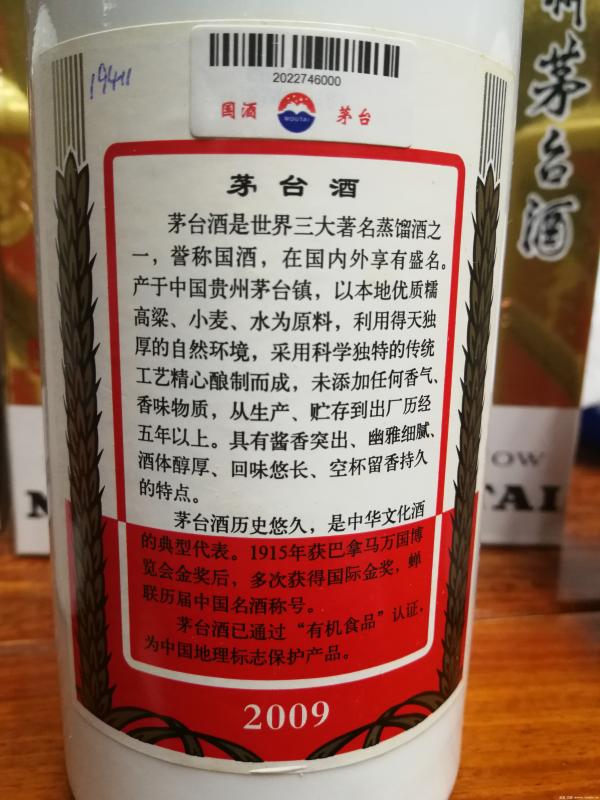 2022746000
国酒 MOUTAI 茅台
茅台酒
茅台酒是世界三大著名蒸馏酒之
一，誉称国酒，在国内外享有盛名。
产于中国贵州茅台镇，以本地优质糯
高粱、小麦、水为原料，利用得天独
厚的自然环境，采用科学独特的传统
工艺精心酿制而成，未添加任何香气、
香味物质，从生产、贮存到出厂历经
五年以上。具有酱香突出、幽雅细腻、
酒体醇厚、回味悠长、空杯留香持久
的特点。
茅台酒历史悠久，是中华文化酒
的典型代表。1915年获巴拿马万国博
览会金奖后，多次获得国际金奖，蝉
联历届中国名酒称号。
茅台酒已通过“有机食品”认证，
为中国地理标志保护产品。
2009
州茅台酒
OW
TAI